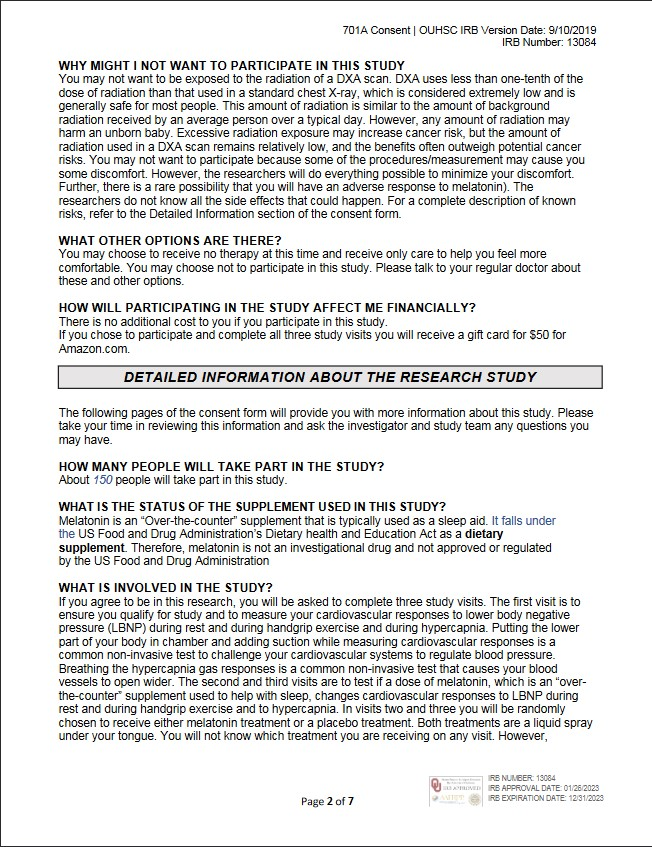 701A Consent | OUHSC IRB Version Date: 9/10/2019
IRB Number: 13084
WHY MIGHT I NOT WANT TO PARTICIPATE IN THIS STUDY
You may not want to be exposed to the radiation of a DXA scan. DXA uses less than one-tenth of the
dose of radiation than that used in a standard chest X-ray, which is considered extremely low and is
generally safe for most people. This amount of radiation is similar to the amount of background
radiation received by an average person over a typical day. However, any amount of radiation may
harm an unborn baby. Excessive radiation exposure may increase cancer risk, but the amount of
radiation used in a DXA scan remains relatively low, and the benefits often outweigh potential cancer
risks. You may not want to participate because some of the procedures/measurement may cause you
some discomfort. However, the researchers will do everything possible to minimize your discomfort.
Further, there is a rare possibility that you will have an adverse response to melatonin). The
researchers do not know all the side effects that could happen. For a complete description of known
risks, refer to the Detailed Information section of the consent form.
WHAT OTHER OPTIONS ARE THERE?
You may choose to receive no therapy at this time and receive only care to help you feel more
comfortable. You may choose not to participate in this study. Please talk to your regular doctor about
these and other options.
HOW WILL PARTICIPATING IN THE STUDY AFFECT ME FINANCIALLY?
There is no additional cost to you if you participate in this study.
If you chose to participate and complete all three study visits you will receive a gift card for $50 for
Amazon.com.
DETAILED INFORMATION ABOUT THE RESEARCH STUDY
The following pages of the consent form will provide you with more information about this study. Please
take your time in reviewing this information and ask the investigator and study team any questions you
may have.
HOW MANY PEOPLE WILL TAKE PART IN THE STUDY?
About 150 people will take part in this study.
WHAT IS THE STATUS OF THE SUPPLEMENT USED IN THIS STUDY?
Melatonin is an “Over-the-counter” supplement that is typically used as a sleep aid. It falls under
the US Food and Drug Administration’s Dietary health and Education Act as a dietary
supplement. Therefore, melatonin is not an investigational drug and not approved or regulated
by the US Food and Drug Administration
WHAT IS INVOLVED IN THE STUDY?
If you agree to be in this research, you will be asked to complete three study visits. The first visit is to
ensure you qualify for study and to measure your cardiovascular responses to lower body negative
pressure (LBNP) during rest and during handgrip exercise and during hypercapnia. Putting the lower
part of your body in chamber and adding suction while measuring cardiovascular responses is a
common non-invasive test to challenge your cardiovascular systems to regulate blood pressure.
Breathing the hypercapnia gas responses is a common non-invasive test that causes your blood
vessels to open wider. The second and third visits are to test if a dose of melatonin, which is an “over-
the-counter” supplement used to help with sleep, changes cardiovascular responses to LBNP during
rest and during handgrip exercise and to hypercapnia. In visits two and three you will be randomly
chosen to receive either melatonin treatment or a placebo treatment. Both treatments are a liquid spray
under your tongue. You will not know which treatment you are receiving on any visit. However,
Page 2 of 7
IRB APPROVED
IRB NUMBER: 13084
IRB APPROVAL DATE: 01/26/2023
IRB EXPIRATION DATE: 12/31/2023